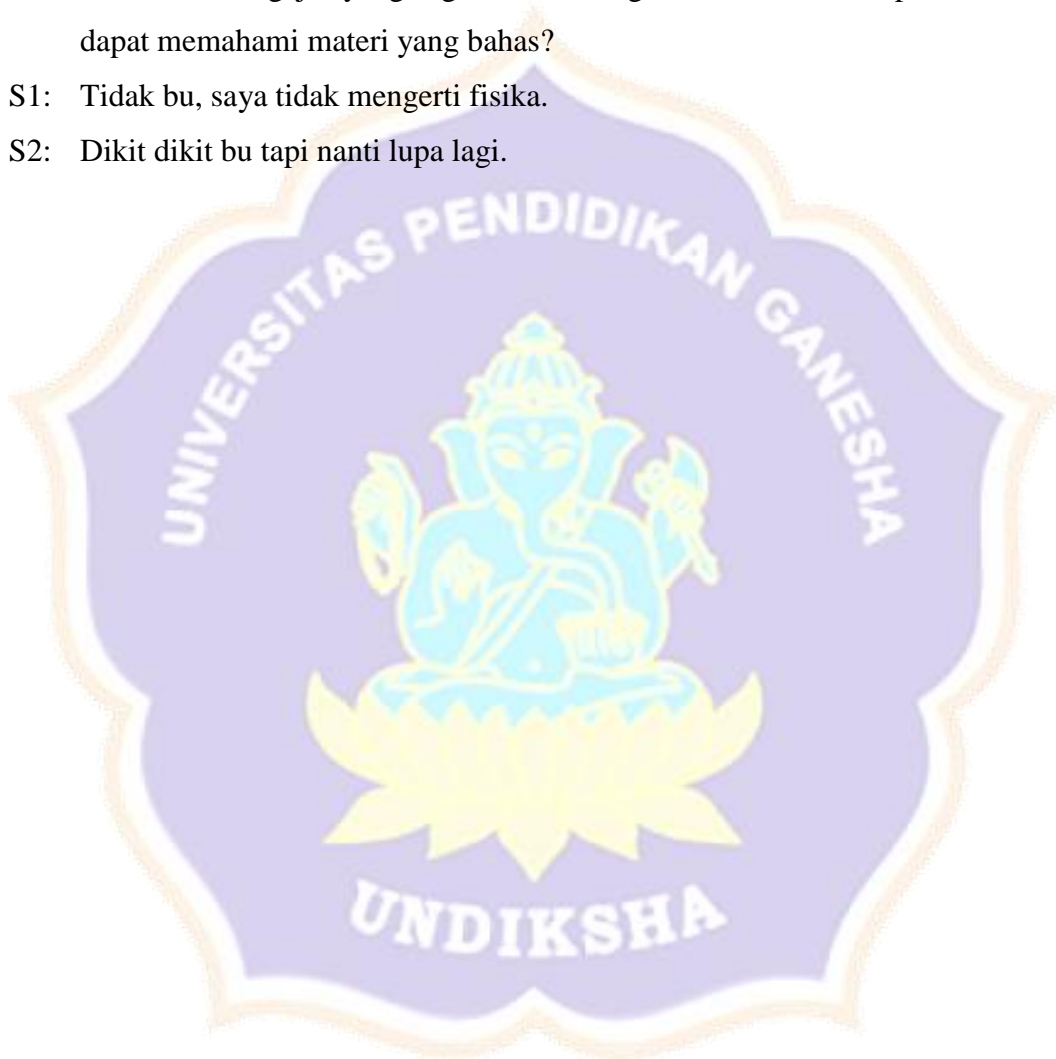 dapat memahami materi yang bahas?
S1: Tidak bu, saya tidak mengerti fisika.
S2: Dikit dikit bu tapi nanti lupa lagi.
UNIVERSITAS PENDIDIKAN GANESHA
UNDIKSHA